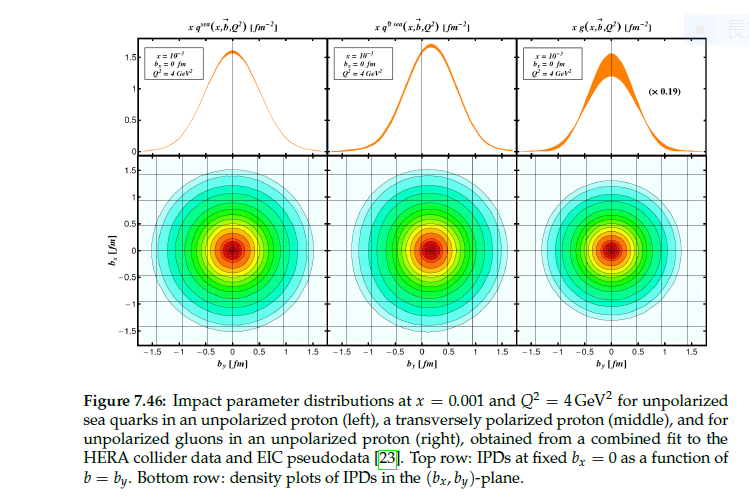 長
x q^sea(x,b⃗,Q²) [fm⁻²]
x q^⇑ sea(x,b⃗,Q²) [fm⁻²]
x g(x,b⃗,Q²) [fm⁻²]
x = 10⁻³
bₓ = 0 fm
Q² = 4 GeV²
x = 10⁻³
bₓ = 0 fm
Q² = 4 GeV²
x = 10⁻³
bₓ = 0 fm
Q² = 4 GeV²
(× 0.19)
1.5
1
0.5
0
1.5
1
0.5
0
−0.5
−1
−1.5
bₓ [fm]
−1.5 −1 −0.5 0 0.5 1 1.5
−1.5 −1 −0.5 0 0.5 1 1.5
−1.5 −1 −0.5 0 0.5 1 1.5
b_y [fm]
b_y [fm]
b_y [fm]
Figure 7.46: Impact parameter distributions at x = 0.001 and Q² = 4 GeV² for unpolarized
sea quarks in an unpolarized proton (left), a transversely polarized proton (middle), and for
unpolarized gluons in an unpolarized proton (right), obtained from a combined fit to the
HERA collider data and EIC pseudodata [23]. Top row: IPDs at fixed bₓ = 0 as a function of
b = b_y. Bottom row: density plots of IPDs in the (bₓ, b_y)-plane.